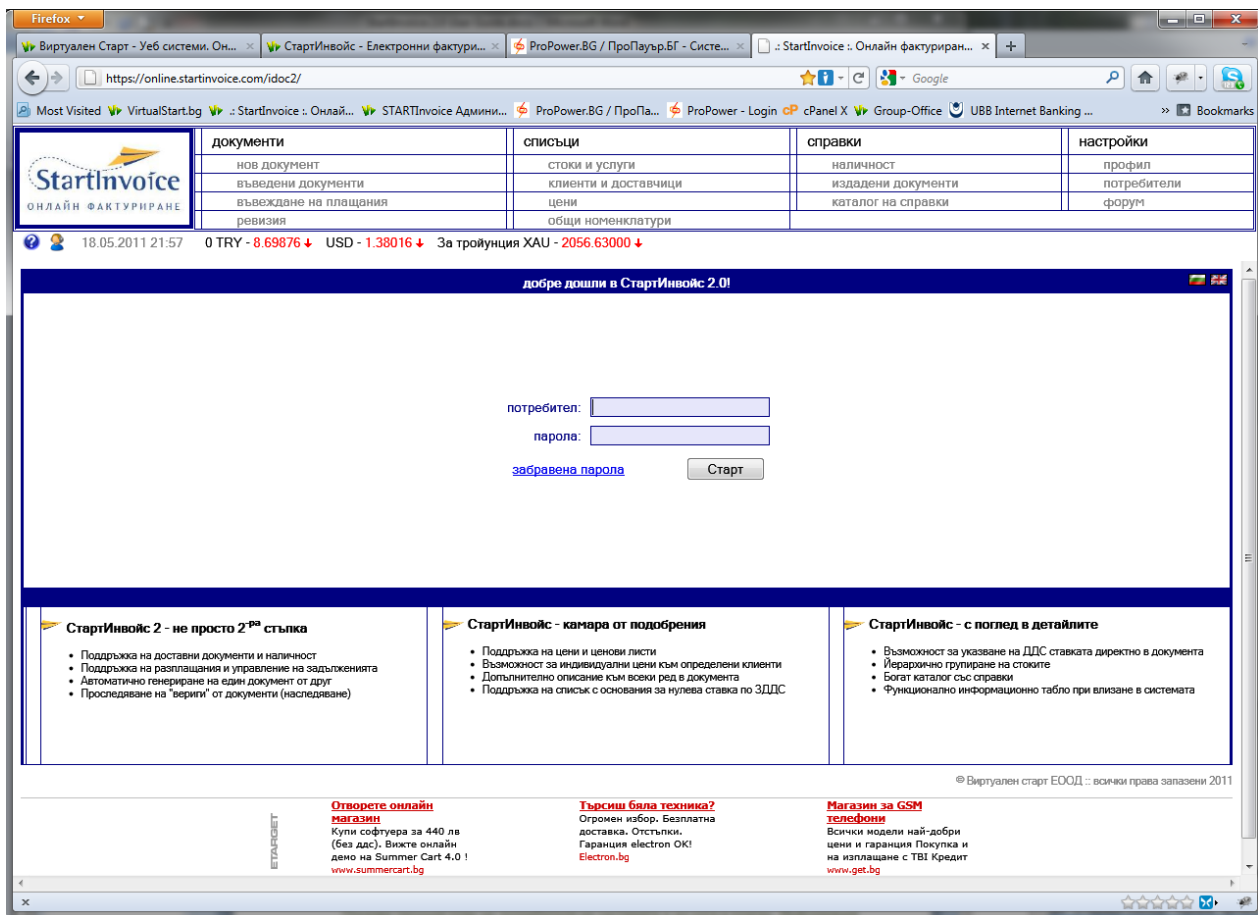 Firefox
Виртуален Старт - Уеб системи. Он...
СтартИнвойс - Електронни фактури...
ProPower.BG / ПроПауър.БГ - Систе...
.: StartInvoice :. Онлайн фактуриран...
https://online.startinvoice.com/idoc2/
Google
Most Visited VirtualStart.bg .: StartInvoice :. Онлай... STARTInvoice Админи... ProPower.BG / ПроПа... ProPower - Login cPanel X Group-Office UBB Internet Banking ... » Bookmarks
StartInvoice
ОНЛАЙН ФАКТУРИРАНЕ
документи списъци справки настройки
нов документ стоки и услуги наличност профил
въведени документи клиенти и доставчици издадени документи потребители
въвеждане на плащания цени каталог на справки форум
ревизия общи номенклатури
18.05.2011 21:57 0 TRY - 8.69876 USD - 1.38016 За тройунция XAU - 2056.63000
добре дошли в СтартИнвойс 2.0!
потребител:
парола:
забравена парола Старт
СтартИнвойс 2 - не просто 2-ра стъпка
• Поддръжка на доставни документи и наличност
• Поддръжка на разплащания и управление на задълженията
• Автоматично генериране на един документ от друг
• Проследяване на "вериги" от документи (наследяване)
СтартИнвойс - камара от подобрения
• Поддръжка на цени и ценови листи
• Възможност за индивидуални цени към определени клиенти
• Допълнително описание към всеки ред в документа
• Поддръжка на списък с основания за нулева ставка по ЗДДС
СтартИнвойс - с поглед в детайлите
• Възможност за указване на ДДС ставката директно в документа
• Йерархично групиране на стоките
• Богат каталог със справки
• Функционално информационно табло при влизане в системата
© Виртуален старт ЕООД :: всички права запазени 2011
ETARGET
Отворете онлайн
магазин
Купи софтуера за 440 лв
(без ддс). Вижте онлайн
демо на Summer Cart 4.0 !
www.summercart.bg
Търсиш бяла техника?
Огромен избор. Безплатна
доставка. Отстъпки.
Гаранция electron ОК!
Electron.bg
Магазин за GSM
телефони
Всички модели най-добри
цени и гаранция Покупка и
на изплащане с TBI Кредит
www.get.bg